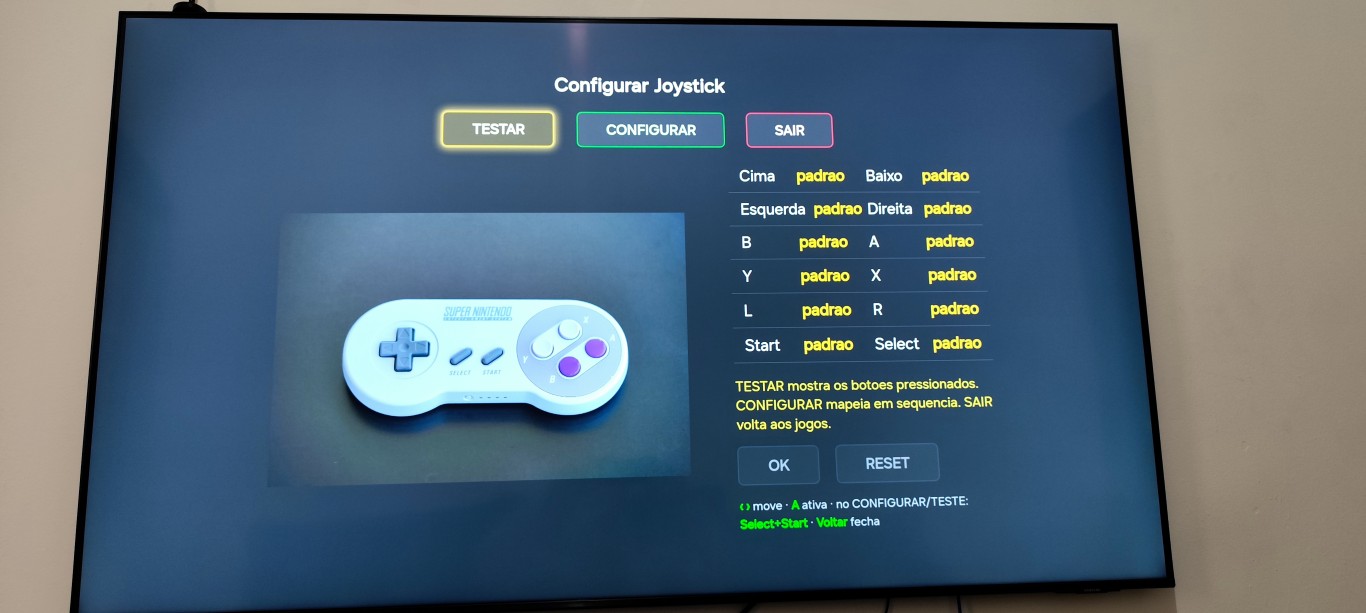 Configurar Joystick
TESTAR CONFIGURAR SAIR
Cima padrao Baixo padrao
Esquerda padrao Direita padrao
B padrao A padrao
Y padrao X padrao
L padrao R padrao
Start padrao Select padrao
SUPER NINTENDO
ENTERTAINMENT SYSTEM
X
Y A
B
SELECT START
TESTAR mostra os botoes pressionados.
CONFIGURAR mapeia em sequencia. SAIR
volta aos jogos.
OK RESET
‹› move · A ativa · no CONFIGURAR/TESTE:
Select+Start · Voltar fecha